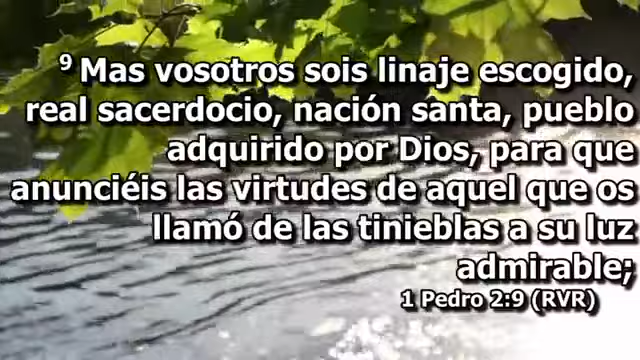 9 Mas vosotros sois linaje escogido,
real sacerdocio, nación santa, pueblo
adquirido por Dios, para que
anunciéis las virtudes de aquel que os
llamó de las tinieblas a su luz
admirable;
1 Pedro 2:9 (RVR)